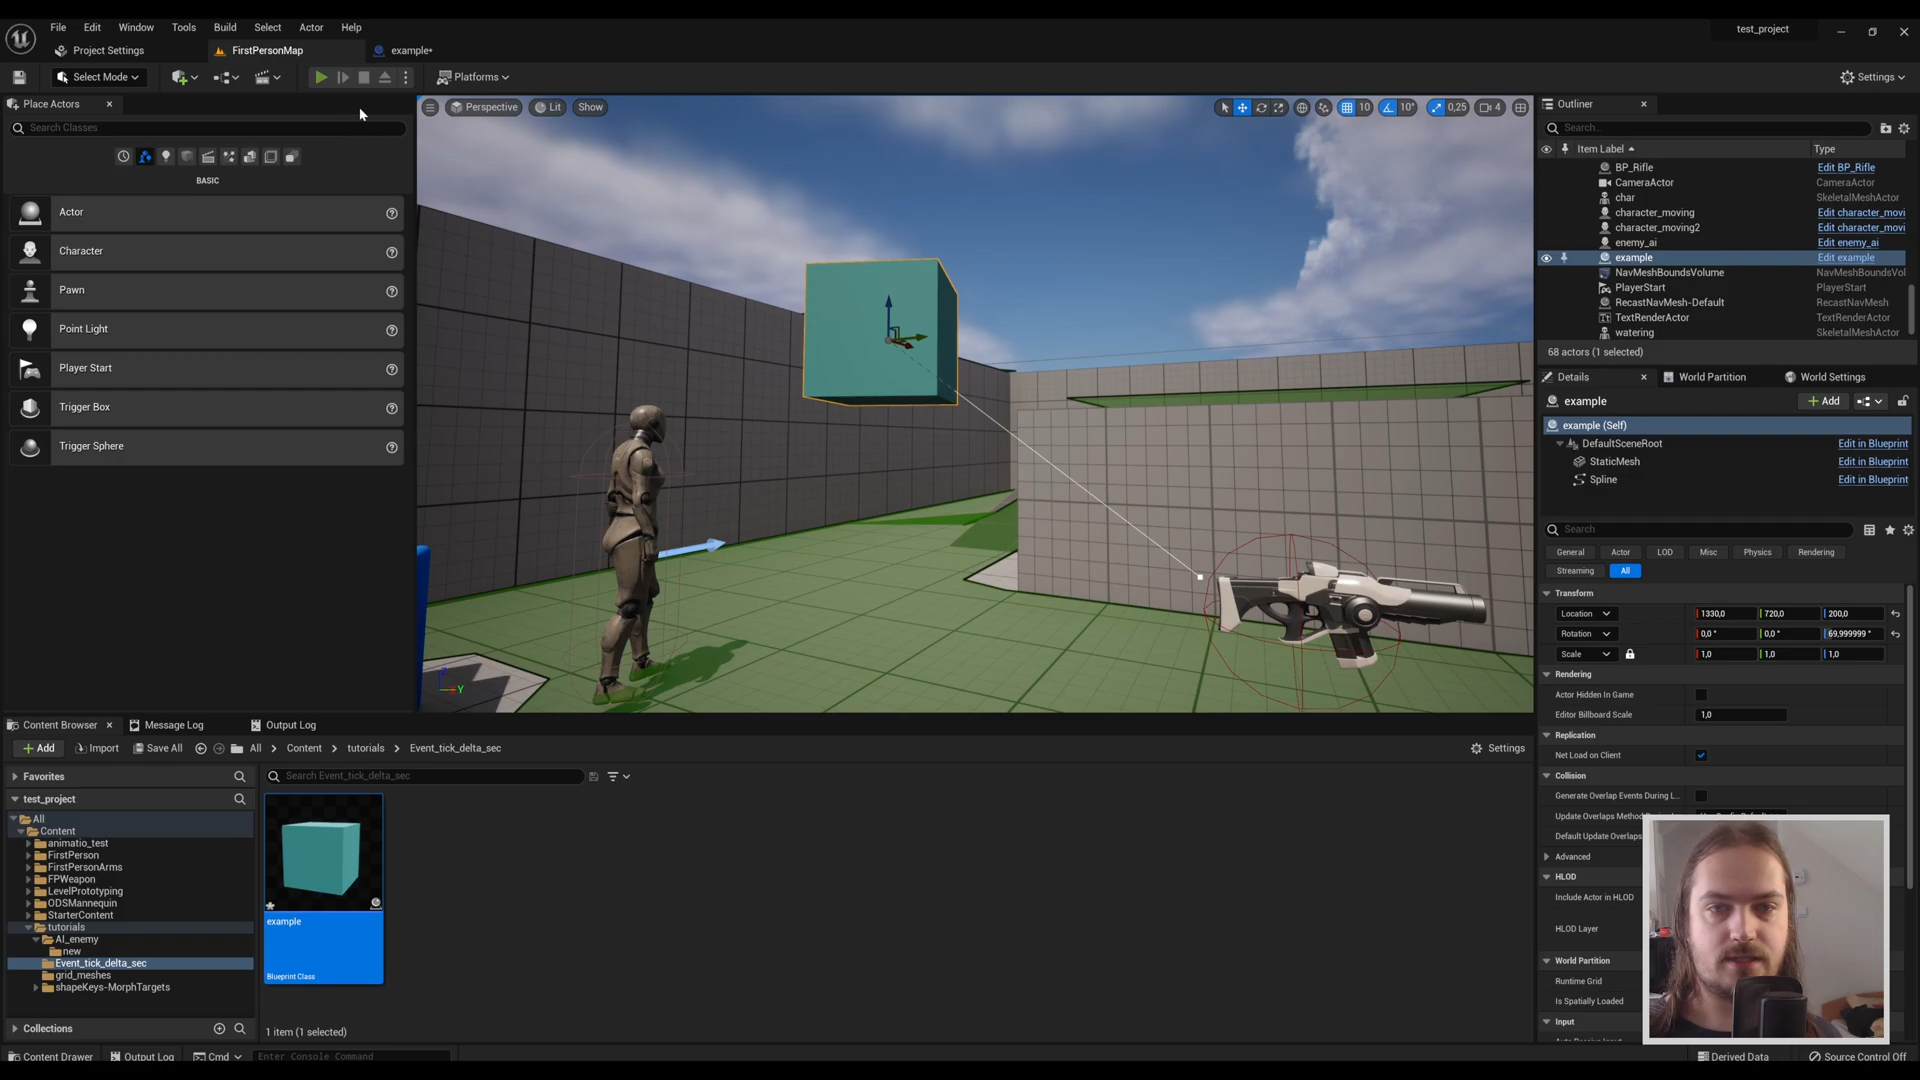 File Edit Window Tools Build Select Actor Help
test_project
Project Settings
FirstPersonMap
example*
Select Mode
Platforms
Settings
Place Actors
Search Classes
BASIC
Actor
Character
Pawn
Point Light
Player Start
Trigger Box
Trigger Sphere
Perspective
Lit
Show
10
10°
0,25
4
Outliner
Search...
Item Label
Type
BP_Rifle Edit BP_Rifle
CameraActor CameraActor
char SkeletalMeshActor
character_moving Edit character_movi
character_moving2 Edit character_movi
enemy_ai Edit enemy_ai
example Edit example
NavMeshBoundsVolume NavMeshBoundsVol
PlayerStart PlayerStart
RecastNavMesh-Default RecastNavMesh
TextRenderActor TextRenderActor
watering SkeletalMeshActor
68 actors (1 selected)
Details
World Partition
World Settings
example
Add
example (Self)
DefaultSceneRoot Edit in Blueprint
StaticMesh Edit in Blueprint
Spline Edit in Blueprint
Search
General Actor LOD Misc Physics Rendering
Streaming All
Transform
Location 1330,0 720,0 200,0
Rotation 0,0 ° 0,0 ° 69,999999 °
Scale 1,0 1,0 1,0
Rendering
Actor Hidden In Game
Editor Billboard Scale 1,0
Replication
Net Load on Client
Collision
Generate Overlap Events During L...
Update Overlaps Method
Default Update Overlaps
Advanced
HLOD
Include Actor in HLOD
HLOD Layer
World Partition
Runtime Grid
Is Spatially Loaded
Input
Y
Content Browser
Message Log
Output Log
Add
Import
Save All
All
Content
tutorials
Event_tick_delta_sec
Settings
Favorites
Search Event_tick_delta_sec
test_project
All
Content
animatio_test
FirstPerson
FirstPersonArms
FPWeapon
LevelPrototyping
ODSMannequin
StarterContent
tutorials
AI_enemy
new
Event_tick_delta_sec
grid_meshes
shapeKeys-MorphTargets
example
Blueprint Class
Collections
1 item (1 selected)
Content Drawer
Output Log
Cmd
Enter Console Command
Derived Data
Source Control Off